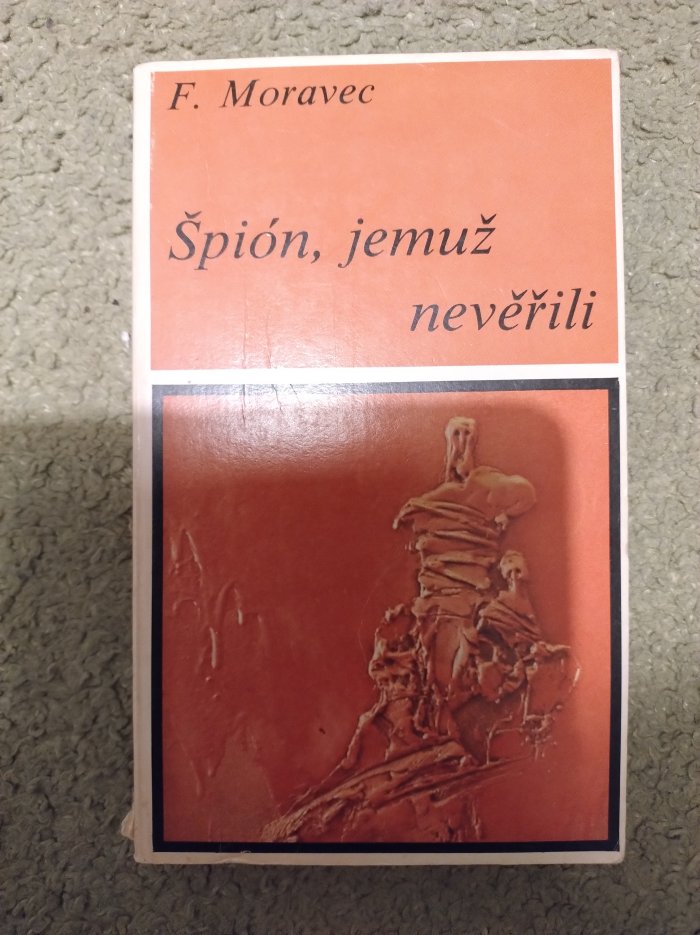 F. Moravec
Špión, jemuž
nevěřili